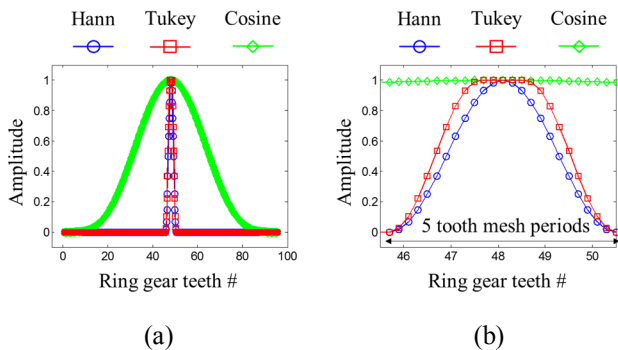 Hann Tukey Cosine
Amplitude
1
0.8
0.6
0.4
0.2
0
0 20 40 60 80 100
Ring gear teeth #
(a)
Hann Tukey Cosine
Amplitude
1
0.8
0.6
0.4
0.2
0
5 tooth mesh periods
46 47 48 49 50
Ring gear teeth #
(b)